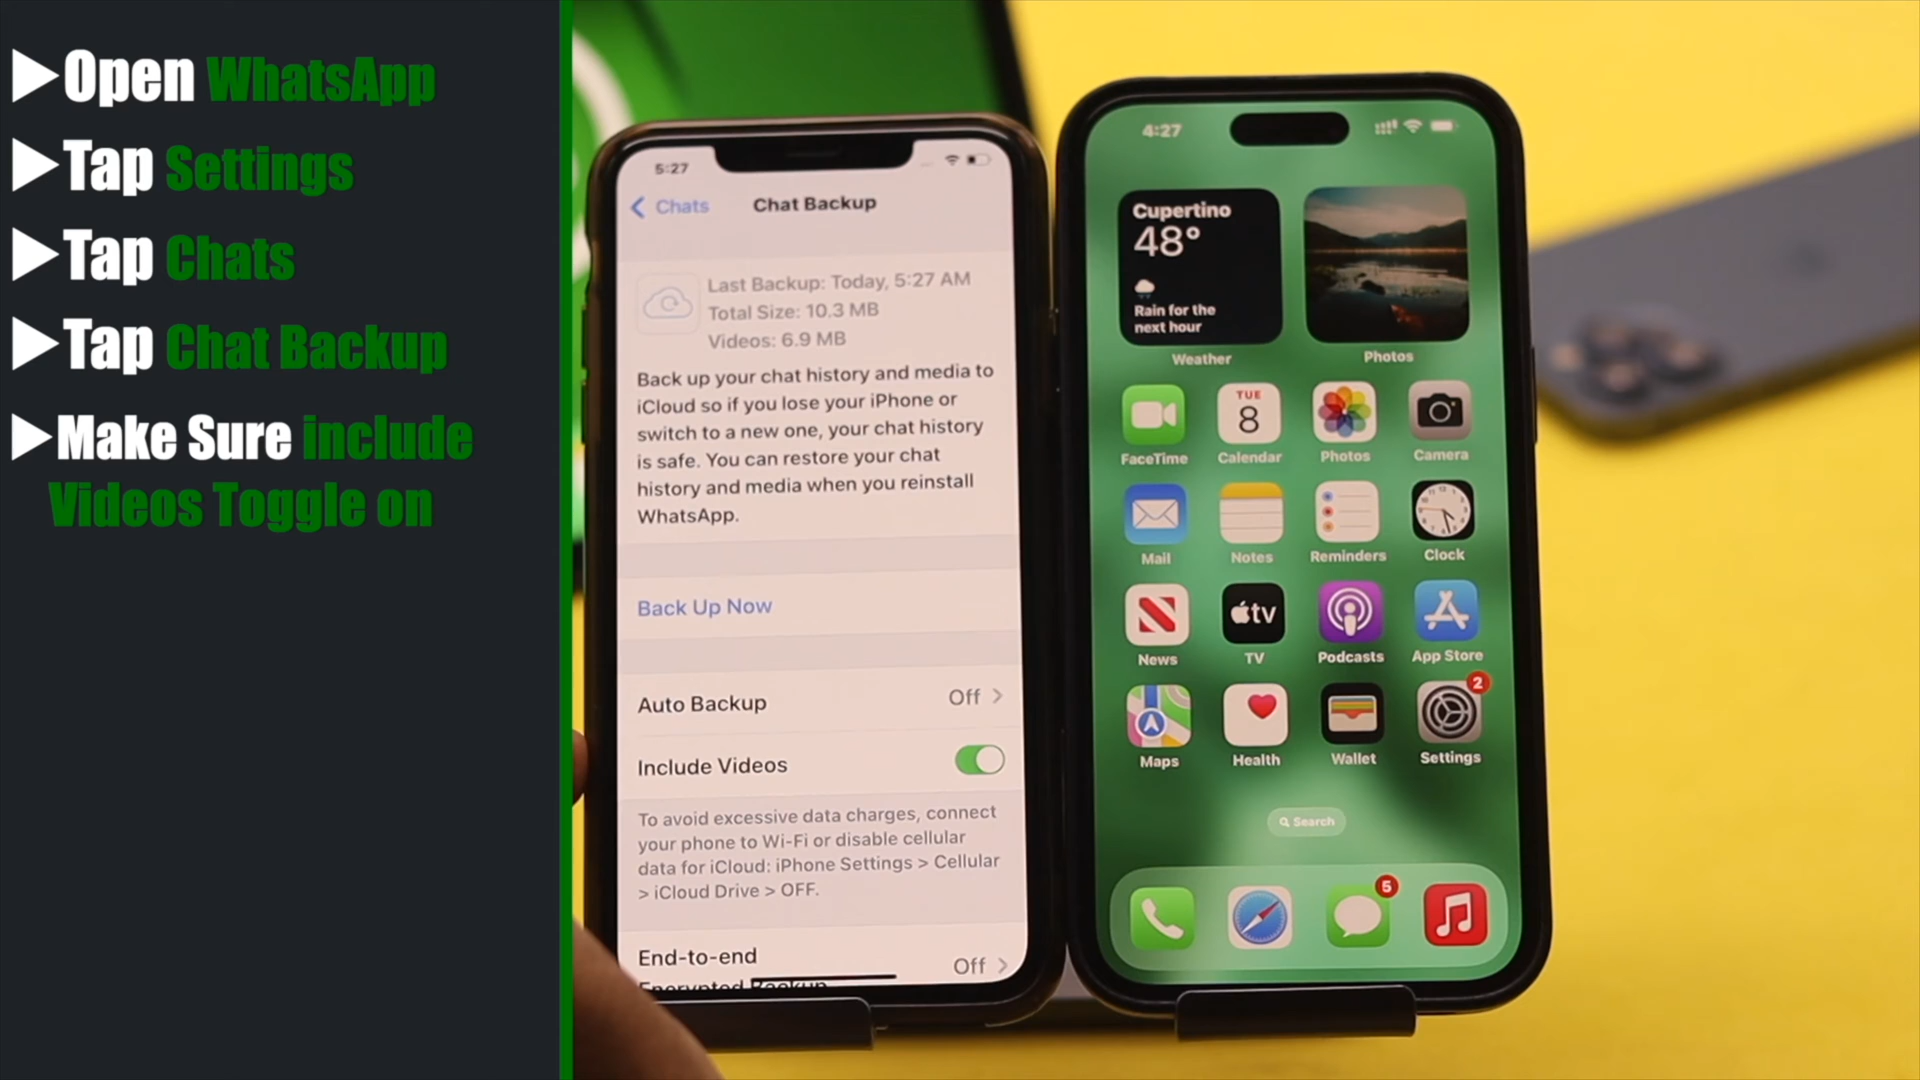 Open WhatsApp
Tap Settings
Tap Chats
Tap Chat Backup
Make Sure include
Videos Toggle on
5:27
Chats
Chat Backup
Last Backup: Today, 5:27 AM
Total Size: 10.3 MB
Videos: 6.9 MB
Back up your chat history and media to
iCloud so if you lose your iPhone or
switch to a new one, your chat history
is safe. You can restore your chat
history and media when you reinstall
WhatsApp.
Back Up Now
Auto Backup Off
Include Videos
To avoid excessive data charges, connect
your phone to Wi-Fi or disable cellular
data for iCloud: iPhone Settings > Cellular
> iCloud Drive > OFF.
End-to-end
Encrypted Backup
Off
4:27
Cupertino
48°
Rain for the
next hour
Weather
Photos
TUE
8
FaceTime Calendar Photos Camera
Mail Notes Reminders Clock
tv
News TV Podcasts App Store
2
Maps Health Wallet Settings
Search
5